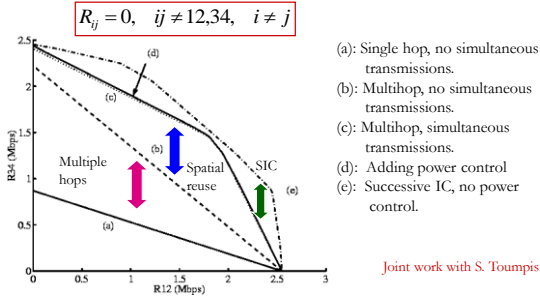 R_ij = 0, ij ≠ 12,34, i ≠ j
(a): Single hop, no simultaneous
transmissions.
(b): Multihop, no simultaneous
transmissions.
(c): Multihop, simultaneous
transmissions.
(d): Adding power control
(e): Successive IC, no power
control.
R34 (Mbps)
2.5
2
1.5
1
0.5
0
(d)
(c)
(b)
(e)
(a)
Multiple
hops
Spatial
reuse
SIC
0 0.5 1 1.5 2 2.5 3
R12 (Mbps)
Joint work with S. Toumpis